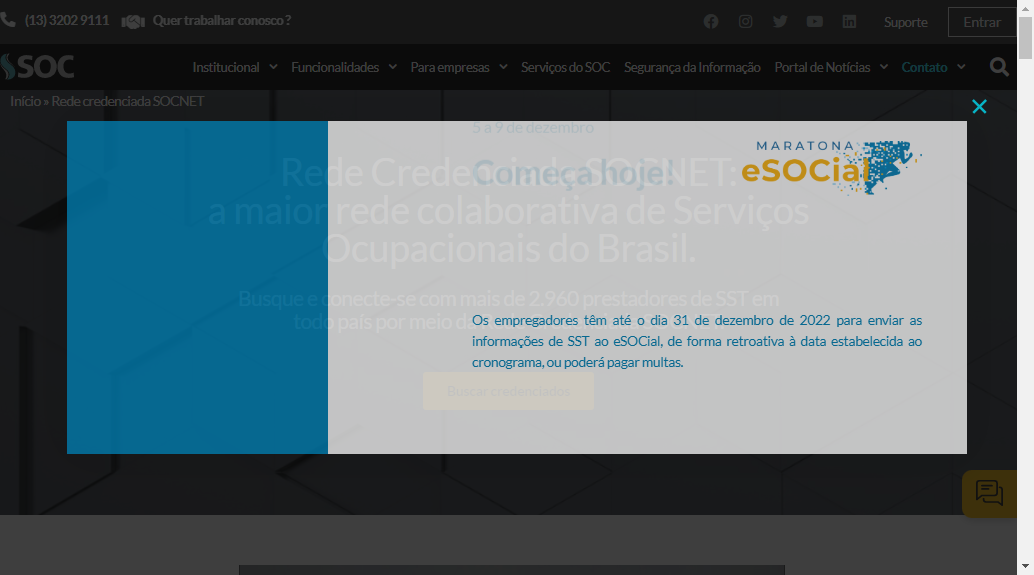 (13) 3202 9111 Quer trabalhar conosco ?
Suporte Entrar
SOC Institucional Funcionalidades Para empresas Serviços do SOC Segurança da Informação Portal de Notícias Contato
Início » Rede credenciada SOCNET
5 a 9 de dezembro
Começa hoje!
MARATONA
eSOCial
Rede Credenciada SOCNET:
a maior rede colaborativa de Serviços
Ocupacionais do Brasil.
Busque e conecte-se com mais de 2.960 prestadores de SST em
todo país por meio da
Os empregadores têm até o dia 31 de dezembro de 2022 para enviar as
informações de SST ao eSOCial, de forma retroativa à data estabelecida ao
cronograma, ou poderá pagar multas.
Buscar credenciados